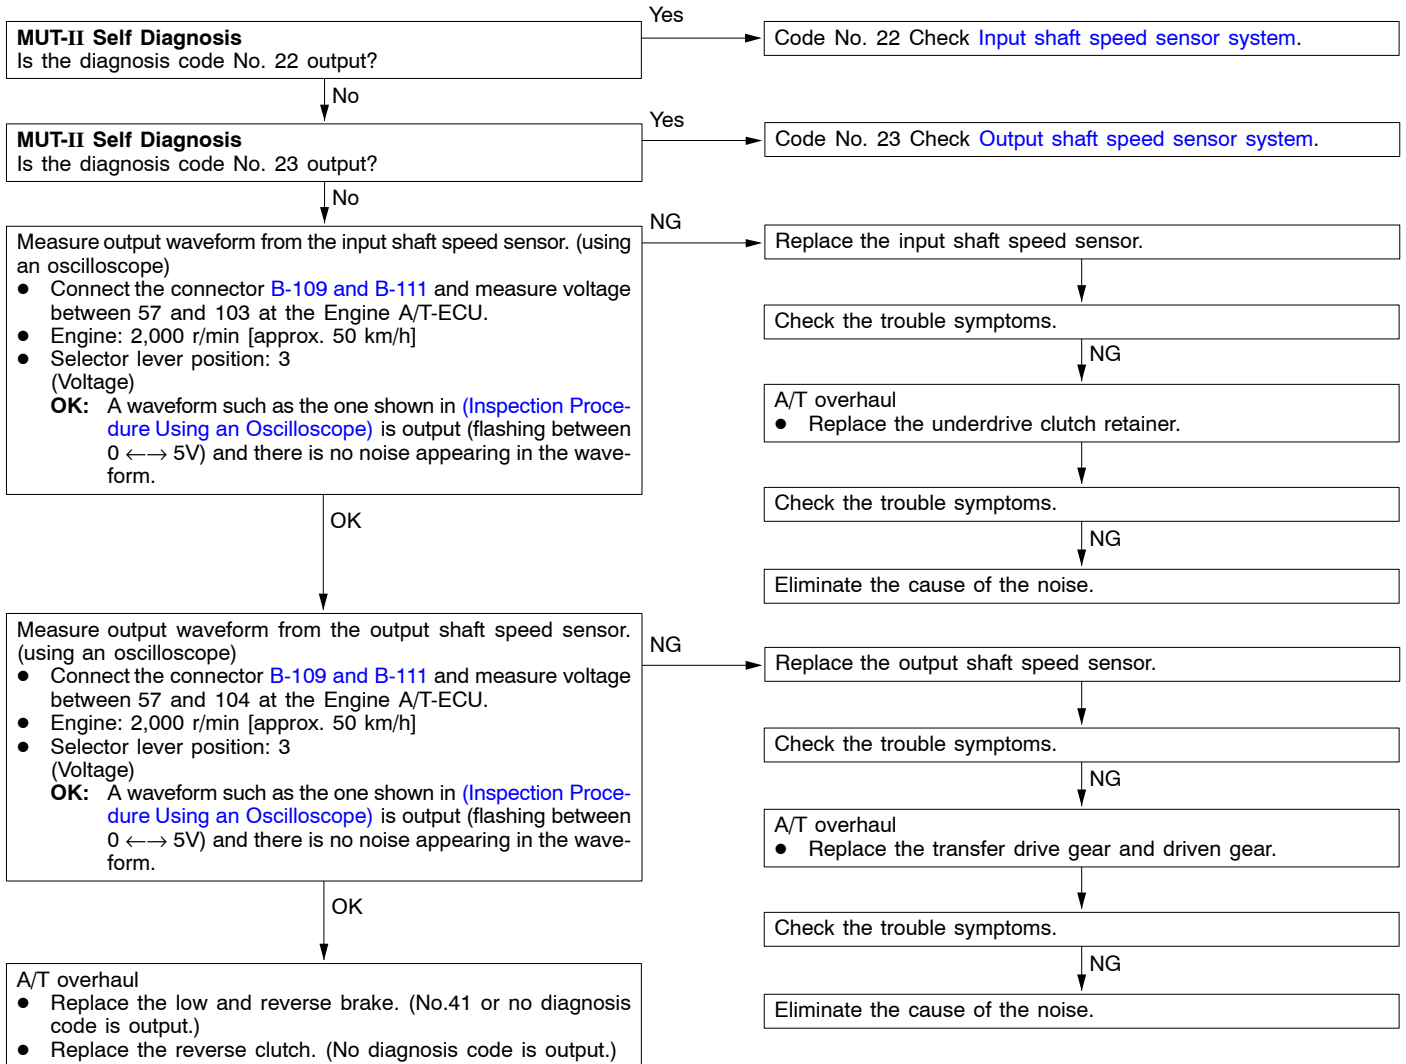 MUT-II Self Diagnosis
Is the diagnosis code No. 22 output?
Yes
Code No. 22 Check Input shaft speed sensor system.
No
MUT-II Self Diagnosis
Is the diagnosis code No. 23 output?
Yes
Code No. 23 Check Output shaft speed sensor system.
No
Measure output waveform from the input shaft speed sensor. (using
an oscilloscope)
● Connect the connector B-109 and B-111 and measure voltage
between 57 and 103 at the Engine A/T-ECU.
● Engine: 2,000 r/min [approx. 50 km/h]
● Selector lever position: 3
(Voltage)
OK: A waveform such as the one shown in (Inspection Proce-
dure Using an Oscilloscope) is output (flashing between
0 ←→ 5V) and there is no noise appearing in the wave-
form.
NG
Replace the input shaft speed sensor.
Check the trouble symptoms.
NG
A/T overhaul
● Replace the underdrive clutch retainer.
Check the trouble symptoms.
NG
Eliminate the cause of the noise.
OK
Measure output waveform from the output shaft speed sensor.
(using an oscilloscope)
● Connect the connector B-109 and B-111 and measure voltage
between 57 and 104 at the Engine A/T-ECU.
● Engine: 2,000 r/min [approx. 50 km/h]
● Selector lever position: 3
(Voltage)
OK: A waveform such as the one shown in (Inspection Proce-
dure Using an Oscilloscope) is output (flashing between
0 ←→ 5V) and there is no noise appearing in the wave-
form.
NG
Replace the output shaft speed sensor.
Check the trouble symptoms.
NG
A/T overhaul
● Replace the transfer drive gear and driven gear.
Check the trouble symptoms.
NG
Eliminate the cause of the noise.
OK
A/T overhaul
● Replace the low and reverse brake. (No.41 or no diagnosis
code is output.)
● Replace the reverse clutch. (No diagnosis code is output.)